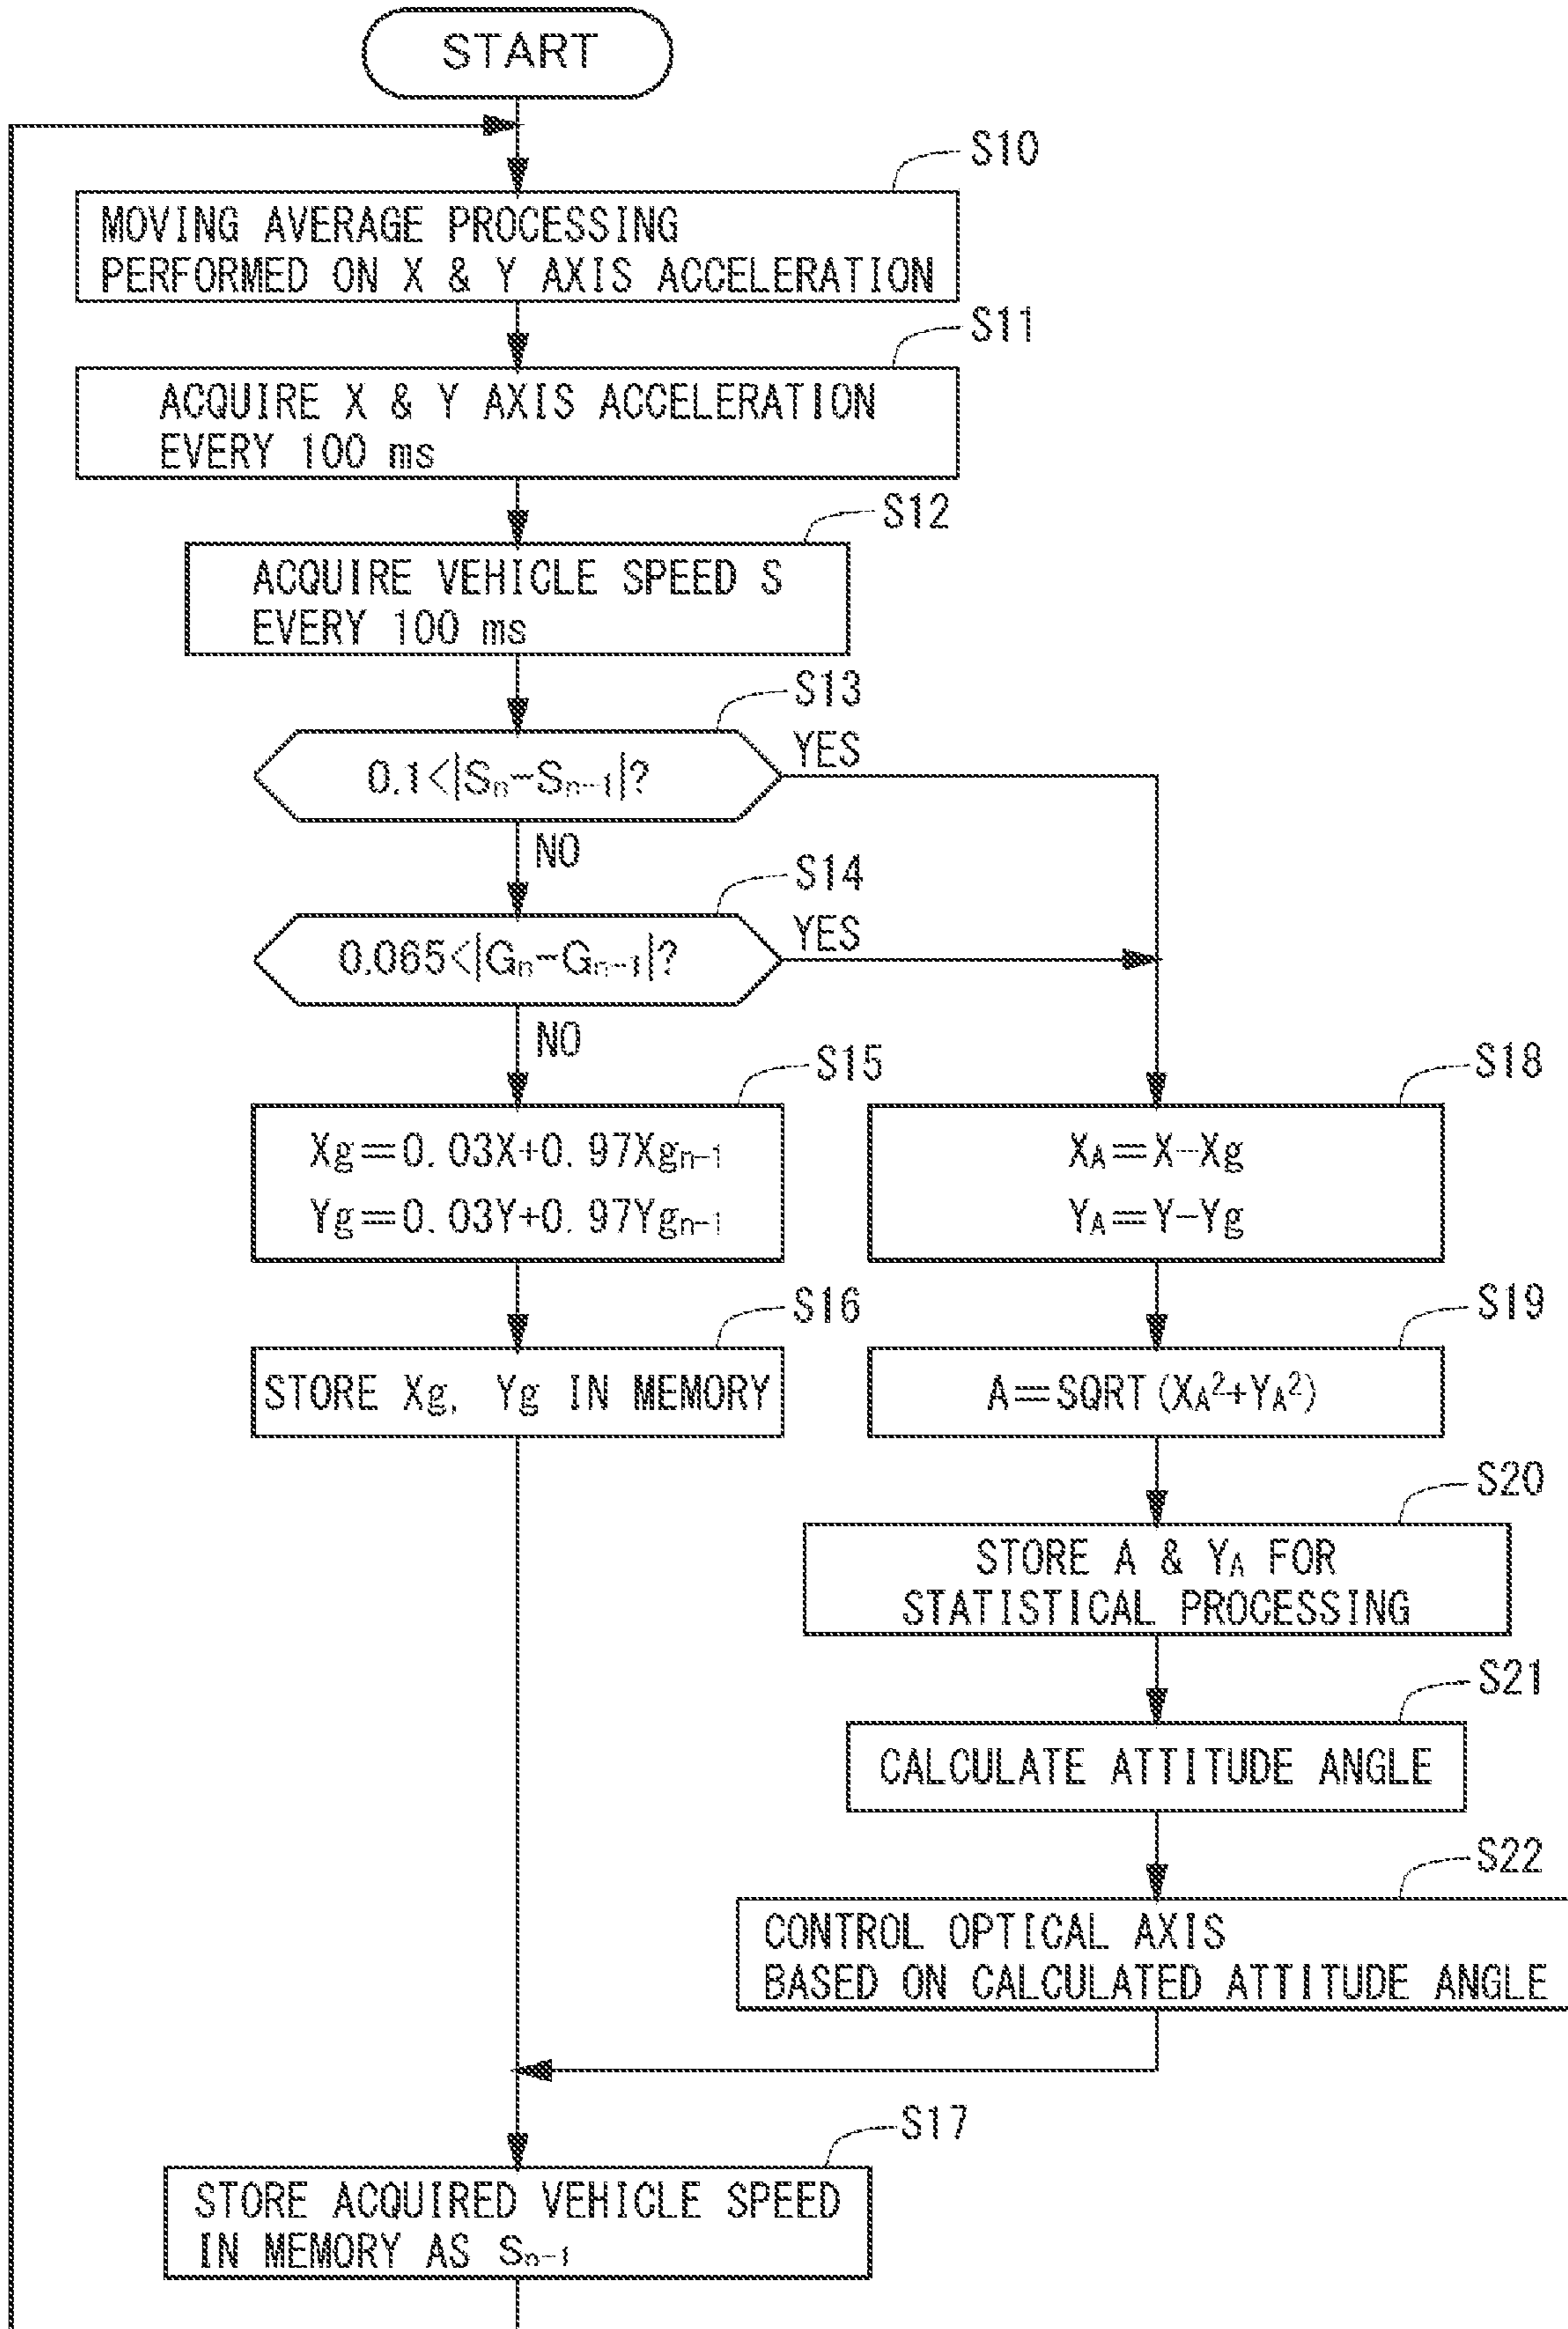 START
S10
MOVING AVERAGE PROCESSING
PERFORMED ON X & Y AXIS ACCELERATION
S11
ACQUIRE X & Y AXIS ACCELERATION
EVERY 100 ms
S12
ACQUIRE VEHICLE SPEED S
EVERY 100 ms
S13
0.1<|Sₙ-Sₙ₋₁|?
YES
NO
S14
0.065<|Gₙ-Gₙ₋₁|?
YES
NO
S15
Xg=0.03X+0.97Xgₙ₋₁
Yg=0.03Y+0.97Ygₙ₋₁
S16
STORE Xg, Yg IN MEMORY
S18
XA=X-Xg
YA=Y-Yg
S19
A=SQRT(XA²+YA²)
S20
STORE A & YA FOR
STATISTICAL PROCESSING
S21
CALCULATE ATTITUDE ANGLE
S22
CONTROL OPTICAL AXIS
BASED ON CALCULATED ATTITUDE ANGLE
S17
STORE ACQUIRED VEHICLE SPEED
IN MEMORY AS Sₙ₋₁